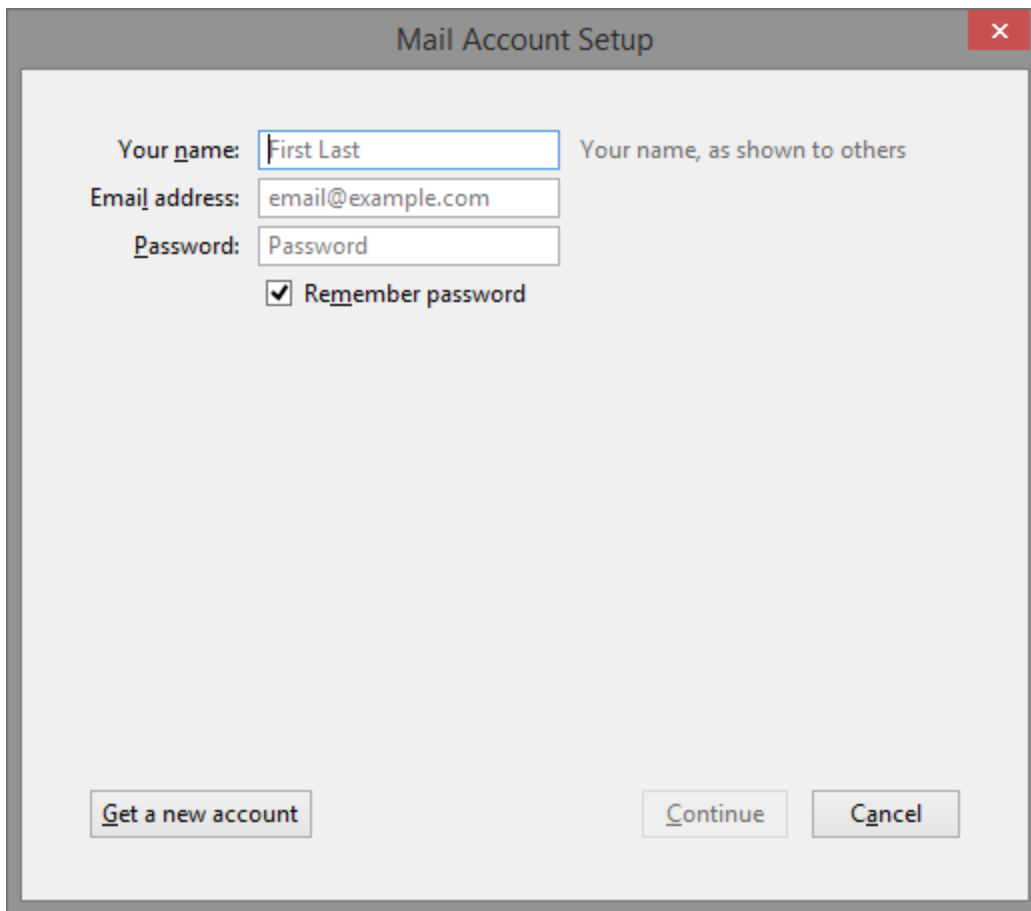 Mail Account Setup
Your name: First Last Your name, as shown to others
Email address: email@example.com
Password: Password
Remember password
Get a new account Continue Cancel